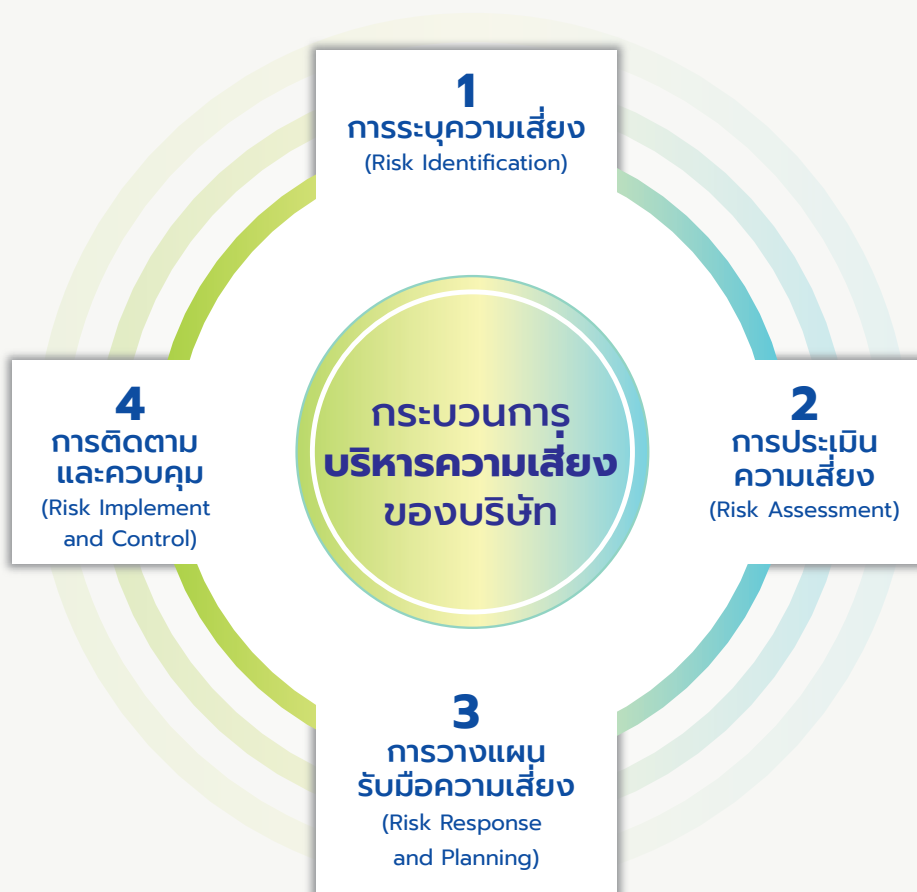 1
การระบุความเสี่ยง
(Risk Identification)
กระบวนการ
บริหารความเสี่ยง
ของบริษัท
2
การประเมิน
ความเสี่ยง
(Risk Assessment)
3
การวางแผน
รับมือความเสี่ยง
(Risk Response
and Planning)
4
การติดตาม
และควบคุม
(Risk Implement
and Control)